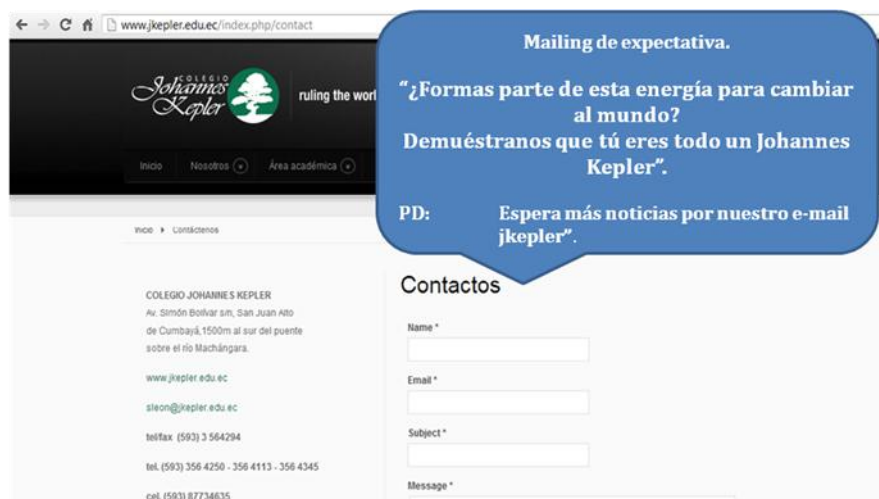 www.jkepler.edu.ec/index.php/contact
COLEGIO
Johannes
Kepler
ruling the worl
Inicio Nosotros Área académica
Mailing de expectativa.
“¿Formas parte de esta energía para cambiar
al mundo?
Demuéstranos que tú eres todo un Johannes
Kepler”.
PD: Espera más noticias por nuestro e-mail
jkepler”.
Inicio Contáctenos
COLEGIO JOHANNES KEPLER
Av. Simón Bolívar s/n, San Juan Alto
de Cumbayá,1500m al sur del puente
sobre el río Machángara.
www.jkepler.edu.ec
sleon@jkepler.edu.ec
telffax (593) 3 564294
tel. (593) 356 4250 - 356 4113 - 356 4345
cel. (593) 87734635
Contactos
Name *
Email *
Subject *
Message *